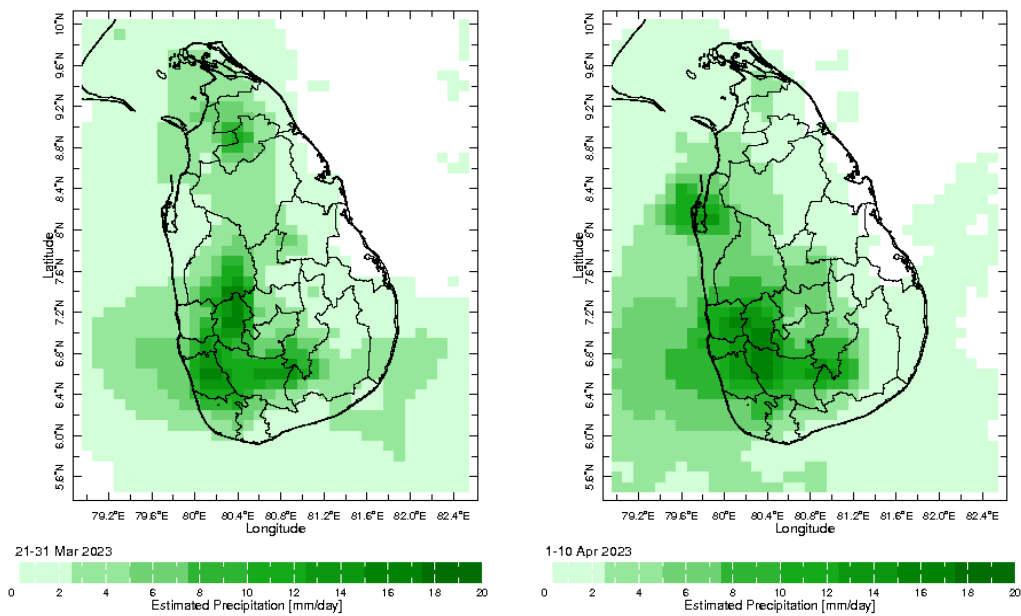 10°N
9.6°N
9.2°N
8.8°N
8.4°N
8°N
7.6°N
7.2°N
6.8°N
6.4°N
6.0°N
5.6°N
Latitude
79.2°E 79.6°E 80°E 80.4°E 80.8°E 81.2°E 81.6°E 82.0°E 82.4°E
Longitude
21-31 Mar 2023
0 2 4 6 8 10 12 14 16 18 20
Estimated Precipitation [mm/day]
10°N
9.6°N
9.2°N
8.8°N
8.4°N
8°N
7.6°N
7.2°N
6.8°N
6.4°N
6.0°N
5.6°N
Latitude
79.2°E 79.6°E 80°E 80.4°E 80.8°E 81.2°E 81.6°E 82.0°E 82.4°E
Longitude
1-10 Apr 2023
0 2 4 6 8 10 12 14 16 18 20
Estimated Precipitation [mm/day]